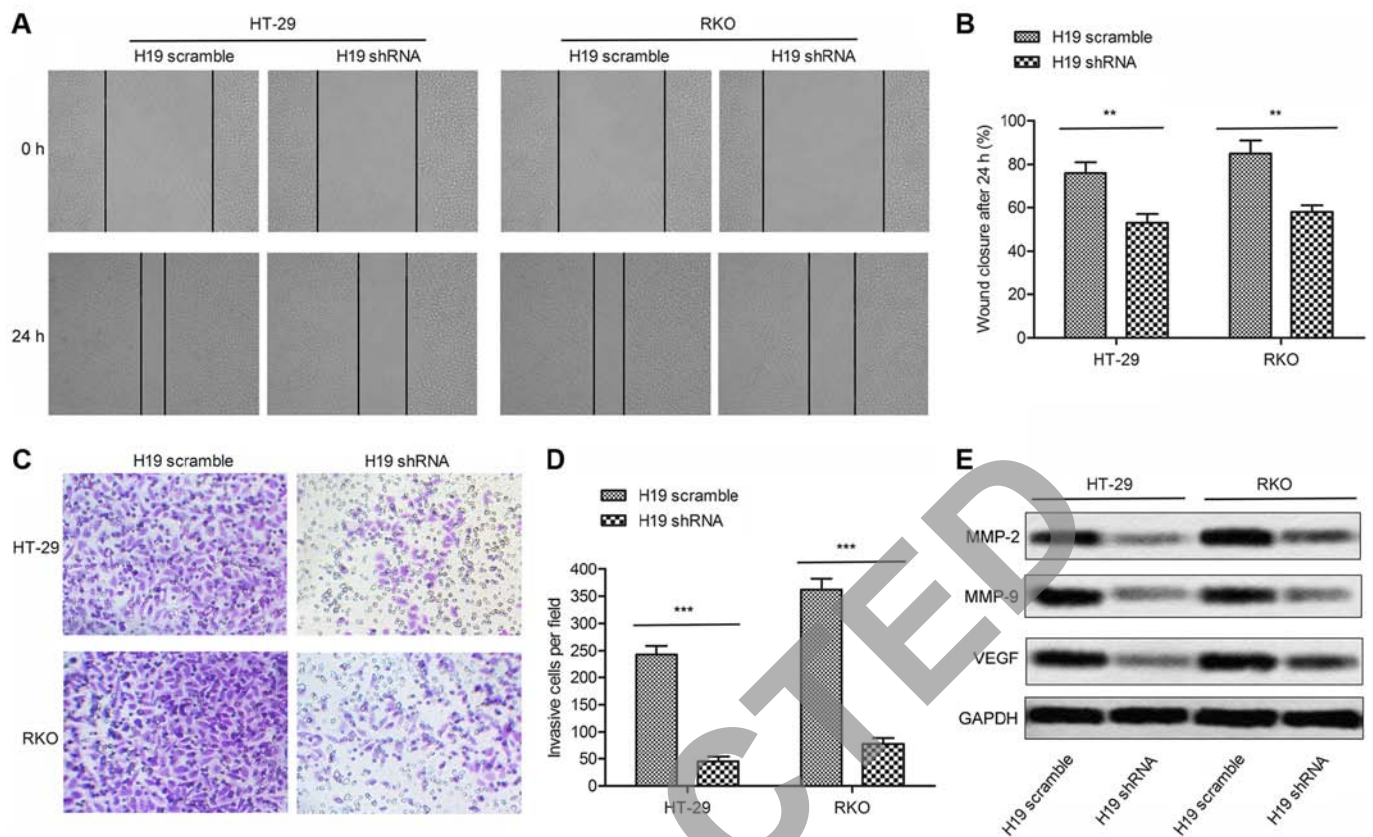 A
HT-29
RKO
H19 scramble
H19 shRNA
H19 scramble
H19 shRNA
0 h
24 h
B
H19 scramble
H19 shRNA
Wound closure after 24 h (%)
100
80
60
40
20
0
**
**
HT-29
RKO
C
H19 scramble
H19 shRNA
HT-29
RKO
D
H19 scramble
H19 shRNA
Invasive cells per field
400
350
300
250
200
150
100
50
0
***
***
HT-29
RKO
E
HT-29
RKO
MMP-2
MMP-9
VEGF
GAPDH
H19 scramble
H19 shRNA
H19 scramble
H19 shRNA
CTED